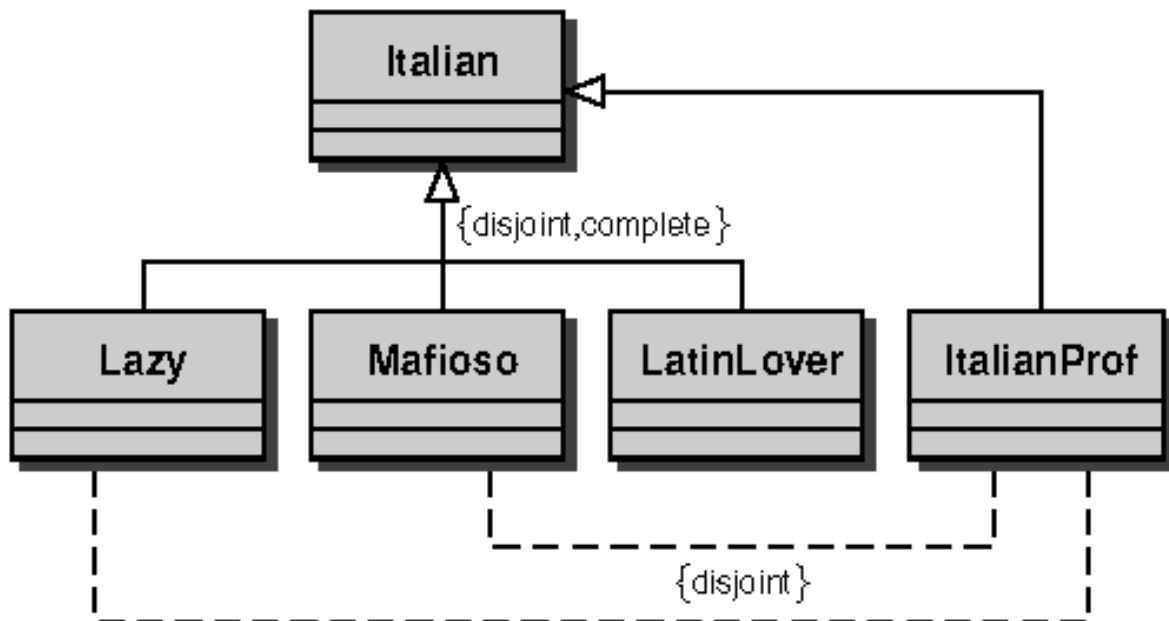 Italian
{disjoint,complete}
Lazy
Mafioso
LatinLover
ItalianProf
{disjoint}